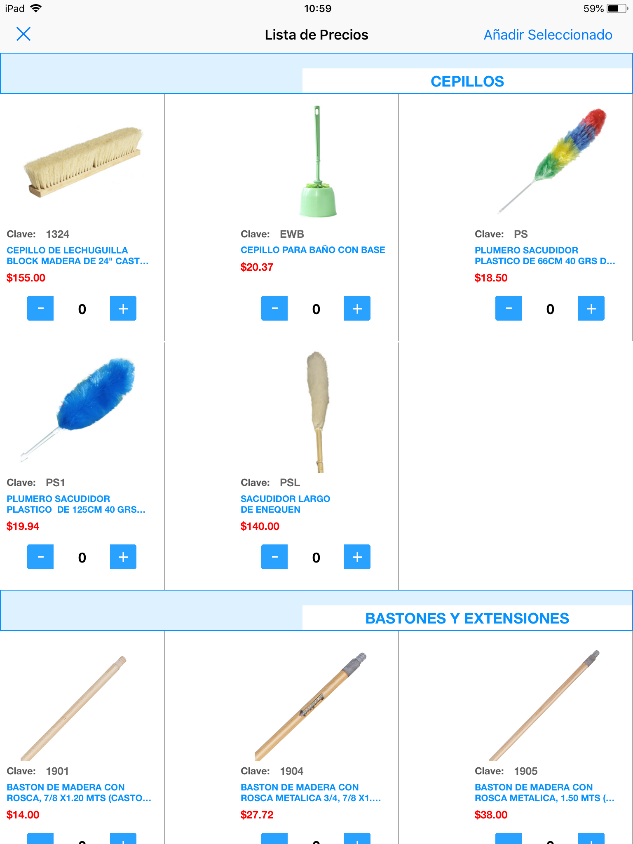 iPad 10:59 59%
Lista de Precios Añadir Seleccionado
CEPILLOS
Clave: 1324
CEPILLO DE LECHUGUILLA
BLOCK MADERA DE 24" CAST...
$155.00
- 0 +
Clave: EWB
CEPILLO PARA BAÑO CON BASE
$20.37
- 0 +
Clave: PS
PLUMERO SACUDIDOR
PLASTICO DE 66CM 40 GRS D...
$18.50
- 0 +
Clave: PS1
PLUMERO SACUDIDOR
PLASTICO DE 125CM 40 GRS...
$19.94
- 0 +
Clave: PSL
SACUDIDOR LARGO
DE ENEQUEN
$140.00
- 0 +
BASTONES Y EXTENSIONES
Clave: 1901
BASTON DE MADERA CON
ROSCA, 7/8 X1.20 MTS (CASTO...
$14.00
Clave: 1904
BASTON DE MADERA CON
ROSCA METALICA 3/4, 7/8 X1....
$27.72
Clave: 1905
BASTON DE MADERA CON
ROSCA METALICA, 1.50 MTS (...
$38.00